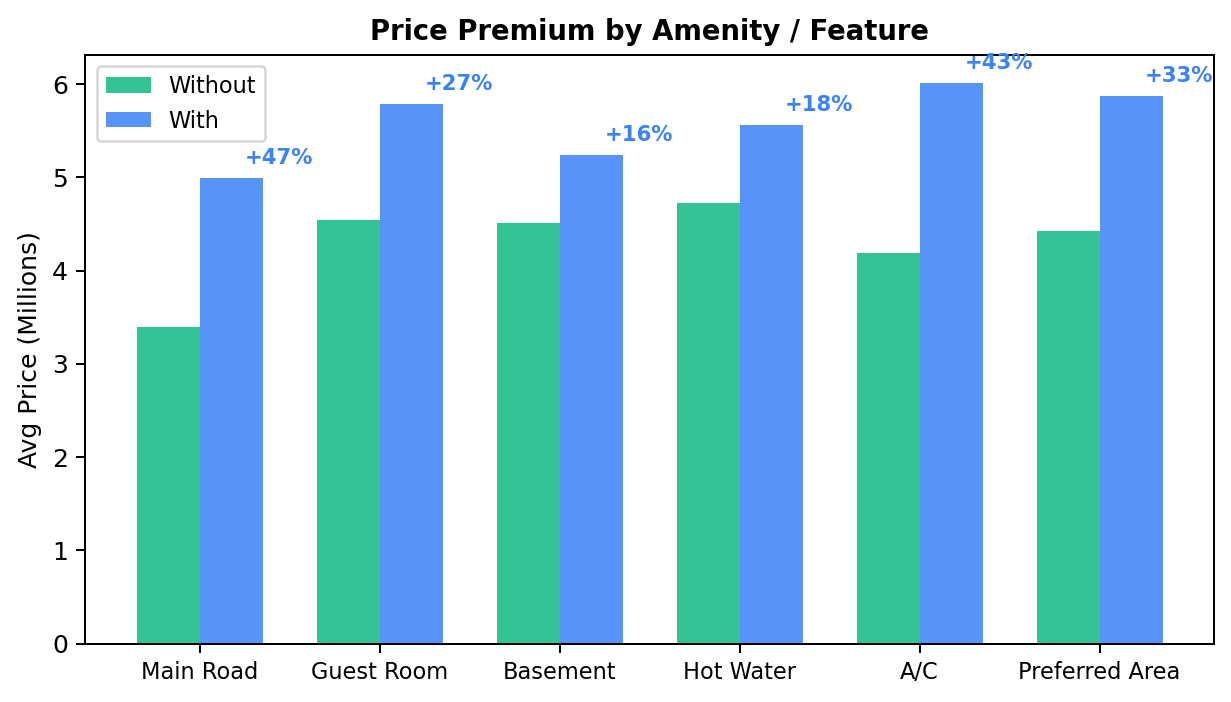 Price Premium by Amenity / Feature
Without
With
+47%
+27%
+16%
+18%
+43%
+33%
Avg Price (Millions)
6
5
4
3
2
1
0
Main Road
Guest Room
Basement
Hot Water
A/C
Preferred Area